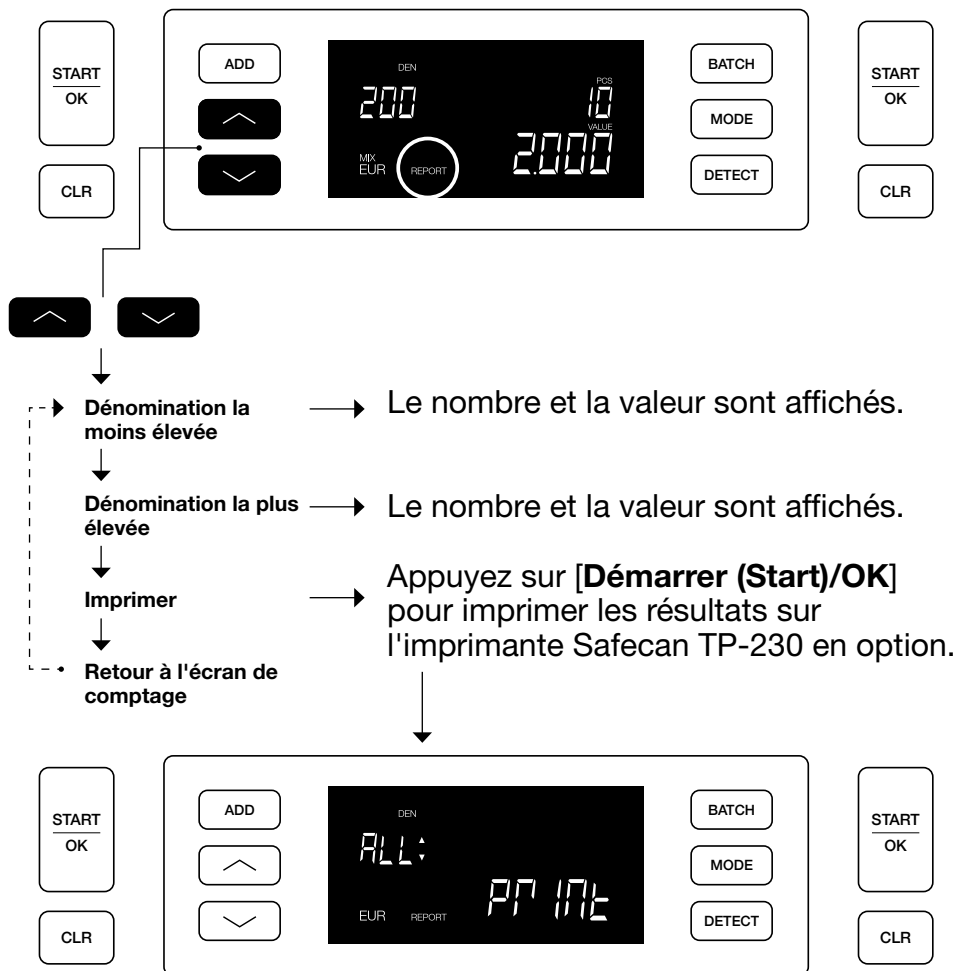 START
OK
CLR
ADD
DEN
200
PCS
10
VALUE
2.000
MIX
EUR
REPORT
BATCH
MODE
DETECT
START
OK
CLR
Dénomination la
moins élevée
Le nombre et la valeur sont affichés.
Dénomination la plus
élevée
Le nombre et la valeur sont affichés.
Imprimer
Appuyez sur [Démarrer (Start)/OK]
pour imprimer les résultats sur
l'imprimante Safecan TP-230 en option.
Retour à l'écran de
comptage
START
OK
CLR
ADD
DEN
ALL:
EUR
REPORT
PrINt
BATCH
MODE
DETECT
START
OK
CLR